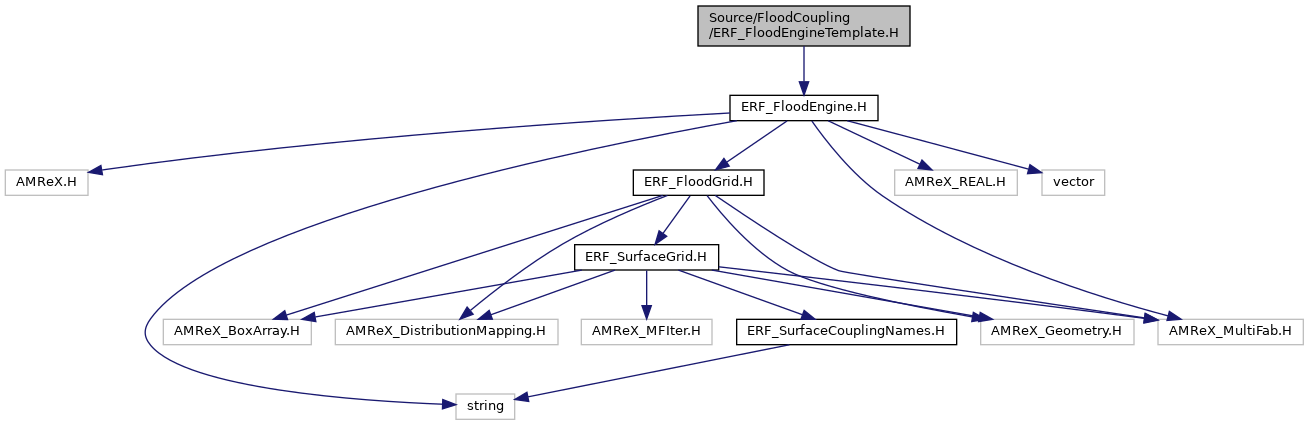 Source/FloodCoupling
/ERF_FloodEngineTemplate.H
ERF_FloodEngine.H
AMReX.H
ERF_FloodGrid.H
AMReX_REAL.H
vector
ERF_SurfaceGrid.H
AMReX_BoxArray.H
AMReX_DistributionMapping.H
AMReX_MFIter.H
ERF_SurfaceCouplingNames.H
AMReX_Geometry.H
AMReX_MultiFab.H
string